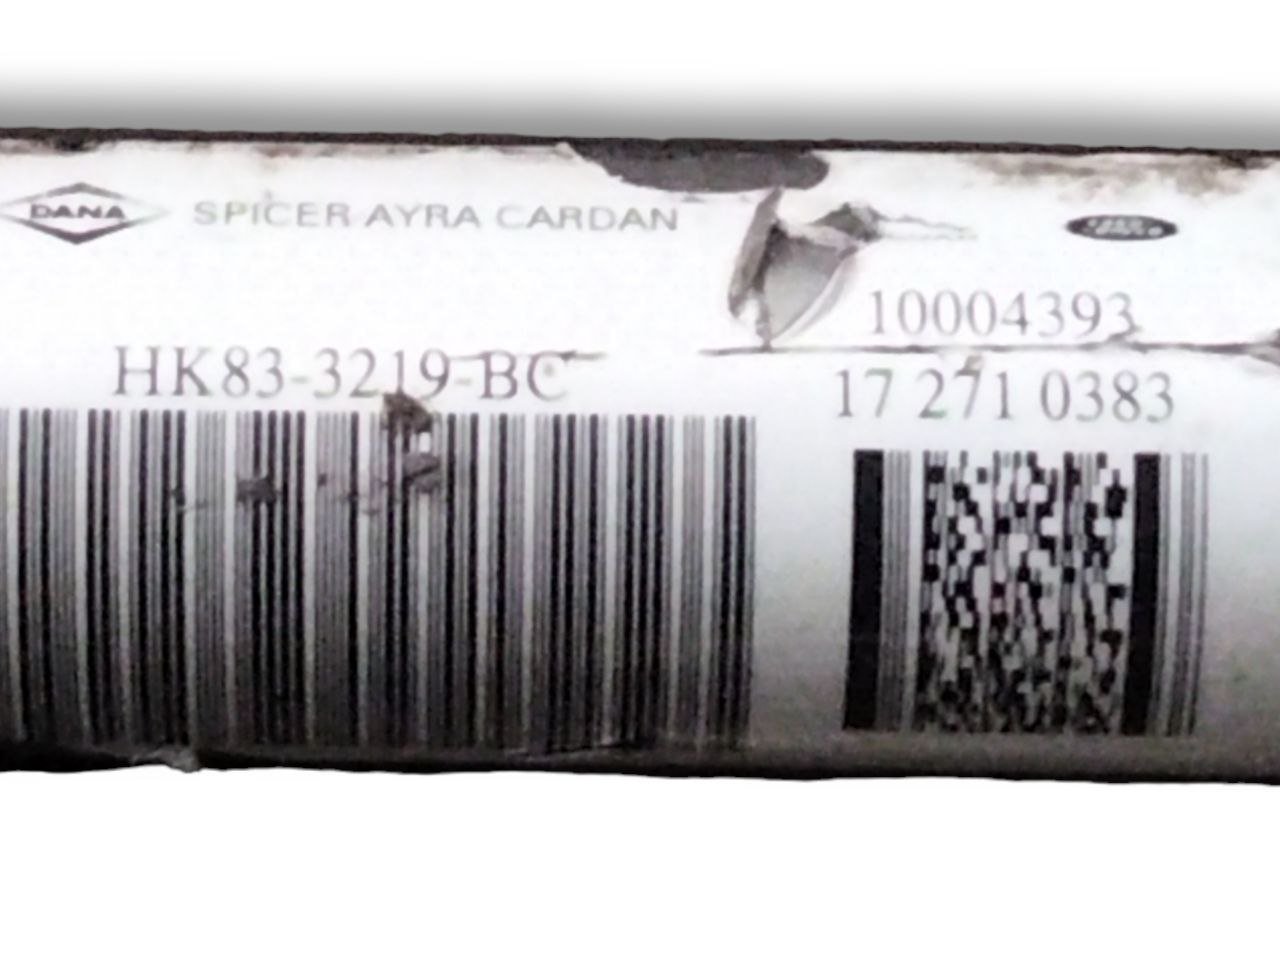 DANA SPICER AYRA CARDAN
10004393
HK83-3219-BC
17 271 0383